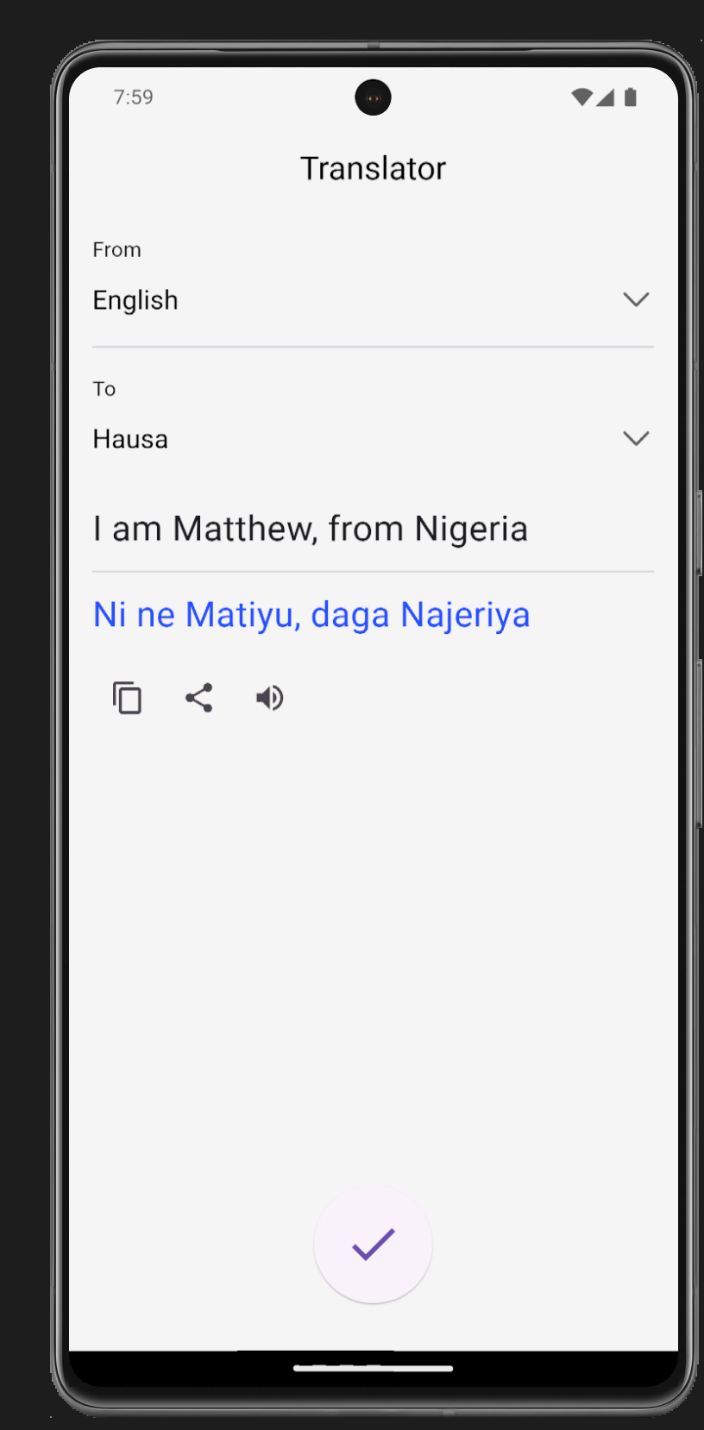 7:59
Translator
From
English
To
Hausa
I am Matthew, from Nigeria
Ni ne Matiyu, daga Najeriya